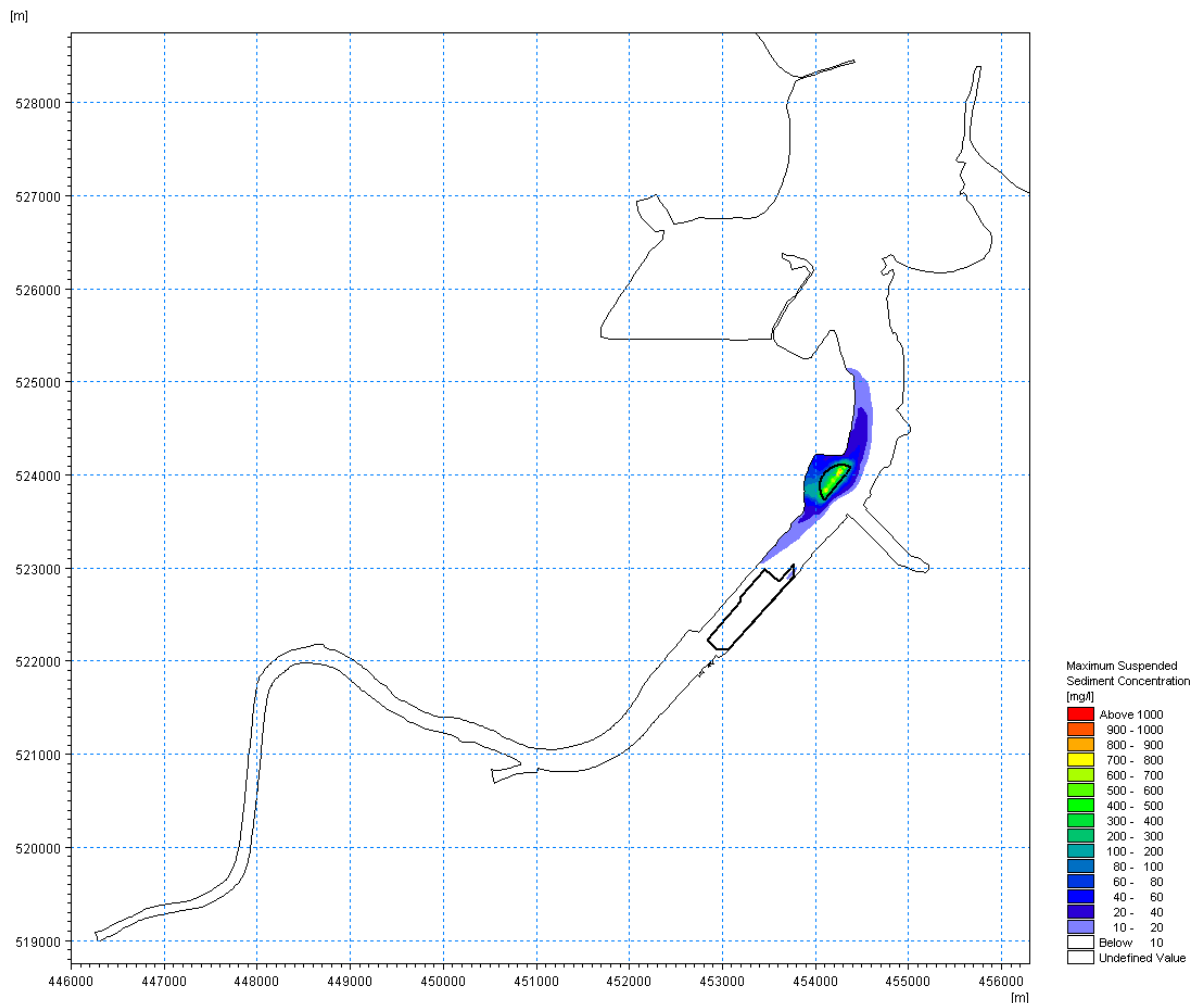 [m]
528000
527000
526000
525000
524000
523000
522000
521000
520000
519000
446000 447000 448000 449000 450000 451000 452000 453000 454000 455000 456000
[m]
Maximum Suspended
Sediment Concentration
[mg/l]
Above 1000
900 - 1000
800 - 900
700 - 800
600 - 700
500 - 600
400 - 500
300 - 400
200 - 300
100 - 200
80 - 100
60 - 80
40 - 60
20 - 40
10 - 20
Below 10
Undefined Value